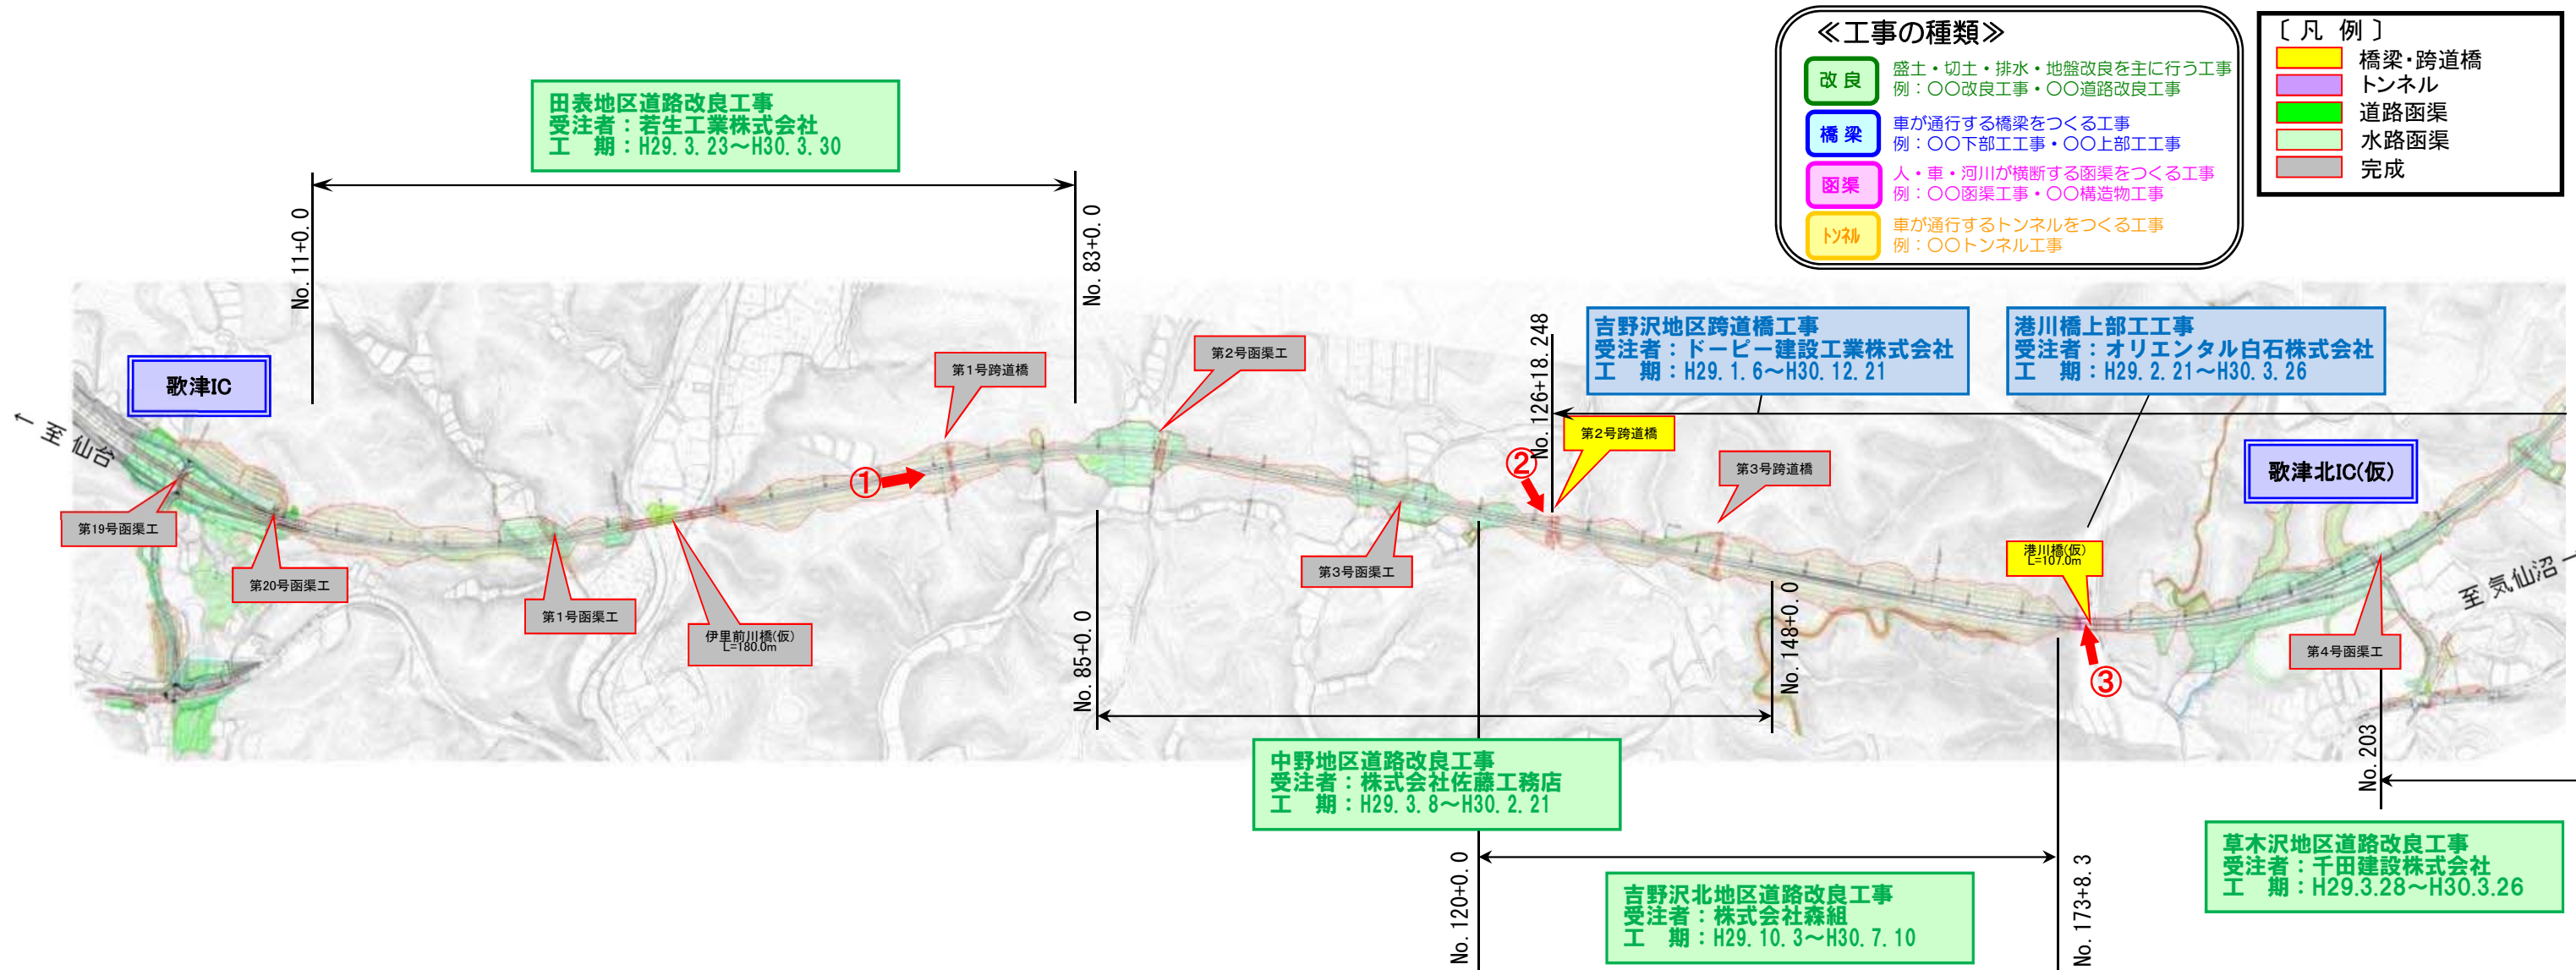 ≪工事の種類≫
改良
盛土・切土・排水・地盤改良を主に行う工事
例：〇〇改良工事・〇〇道路改良工事
橋梁
車が通行する橋梁をつくる工事
例：〇〇下部工工事・〇〇上部工工事
函渠
人・車・河川が横断する函渠をつくる工事
例：〇〇函渠工事・〇〇構造物工事
トンネル
車が通行するトンネルをつくる工事
例：〇〇トンネル工事
〔 凡 例 〕
橋梁・跨道橋
トンネル
道路函渠
水路函渠
完成
田表地区道路改良工事
受注者：若生工業株式会社
工　期：H29.3.23～H30.3.30
No.11+0.0
No.83+0.0
吉野沢地区跨道橋工事
受注者：ドーピー建設工業株式会社
工　期：H29.1.6～H30.12.21
港川橋上部工工事
受注者：オリエンタル白石株式会社
工　期：H29.2.21～H30.3.26
No.126+18.248
歌津IC
第1号跨道橋
第2号函渠工
第2号跨道橋
第3号跨道橋
歌津北IC(仮)
←至 仙台
①
②
第19号函渠工
第20号函渠工
第1号函渠工
伊里前川橋(仮)
L=180.0m
第3号函渠工
港川橋(仮)
L=107.0m
③
第4号函渠工
至 気仙沼
No.85+0.0
No.148+0.0
No.203
中野地区道路改良工事
受注者：株式会社佐藤工務店
工　期：H29.3.8～H30.2.21
No.120+0.0
No.173+8.3
吉野沢北地区道路改良工事
受注者：株式会社森組
工　期：H29.10.3～H30.7.10
草木沢地区道路改良工事
受注者：千田建設株式会社
工　期：H29.3.28～H30.3.26